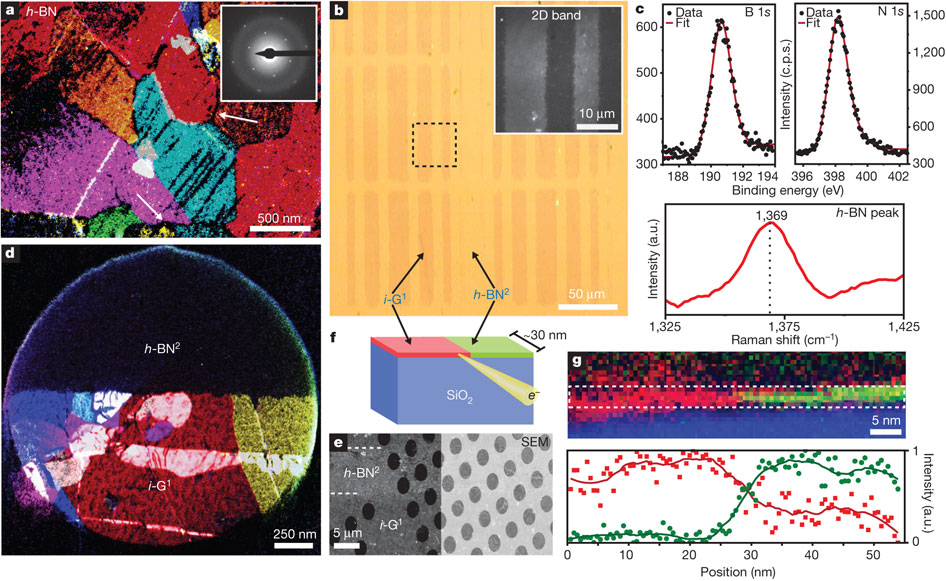 a
h-BN
500 nm
b
2D band
10 μm
i-G¹
h-BN²
50 μm
c
Data
Fit
B 1s
600
500
400
300
188
190
192
194
Data
Fit
N 1s
Intensity (c.p.s.)
1,500
1,200
900
600
300
396
398
400
402
Binding energy (eV)
1,369
h-BN peak
Intensity (a.u.)
1,325
1,375
1,425
Raman shift (cm⁻¹)
d
h-BN²
i-G¹
250 nm
f
~30 nm
SiO₂
e⁻
e
SEM
h-BN²
i-G¹
5 μm
g
5 nm
1
0
Intensity
(a.u.)
0
10
20
30
40
50
Position (nm)